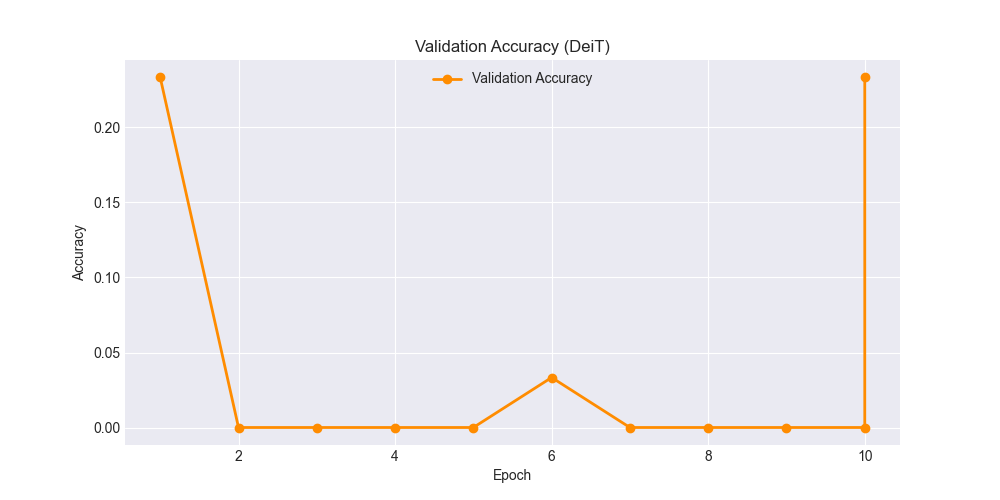 Validation Accuracy (DeiT)
Validation Accuracy
0.20
0.15
0.10
0.05
0.00
Accuracy
2 4 6 8 10
Epoch